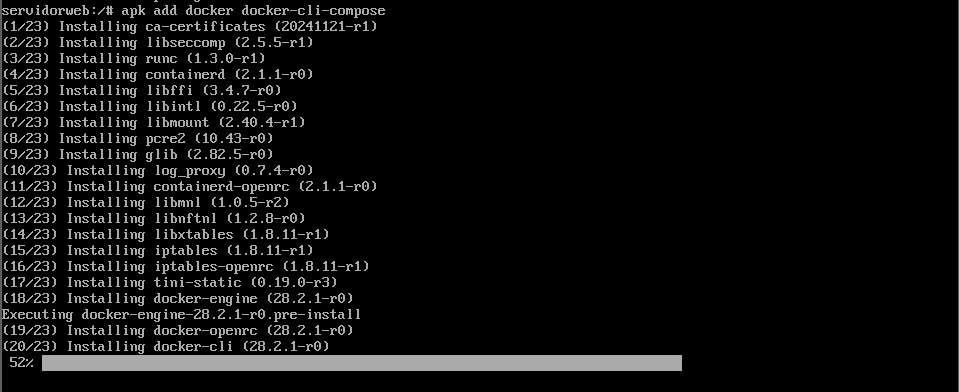 servidorweb:/# apk add docker docker-cli-compose
(1/23) Installing ca-certificates (20241121-r1)
(2/23) Installing libseccomp (2.5.5-r1)
(3/23) Installing runc (1.3.0-r1)
(4/23) Installing containerd (2.1.1-r0)
(5/23) Installing libffi (3.4.7-r0)
(6/23) Installing libintl (0.22.5-r0)
(7/23) Installing libmount (2.40.4-r1)
(8/23) Installing pcre2 (10.43-r0)
(9/23) Installing glib (2.82.5-r0)
(10/23) Installing log_proxy (0.7.4-r0)
(11/23) Installing containerd-openrc (2.1.1-r0)
(12/23) Installing libmnl (1.0.5-r2)
(13/23) Installing libnftnl (1.2.8-r0)
(14/23) Installing libxtables (1.8.11-r1)
(15/23) Installing iptables (1.8.11-r1)
(16/23) Installing iptables-openrc (1.8.11-r1)
(17/23) Installing tini-static (0.19.0-r3)
(18/23) Installing docker-engine (28.2.1-r0)
Executing docker-engine-28.2.1-r0.pre-install
(19/23) Installing docker-openrc (28.2.1-r0)
(20/23) Installing docker-cli (28.2.1-r0)
52%